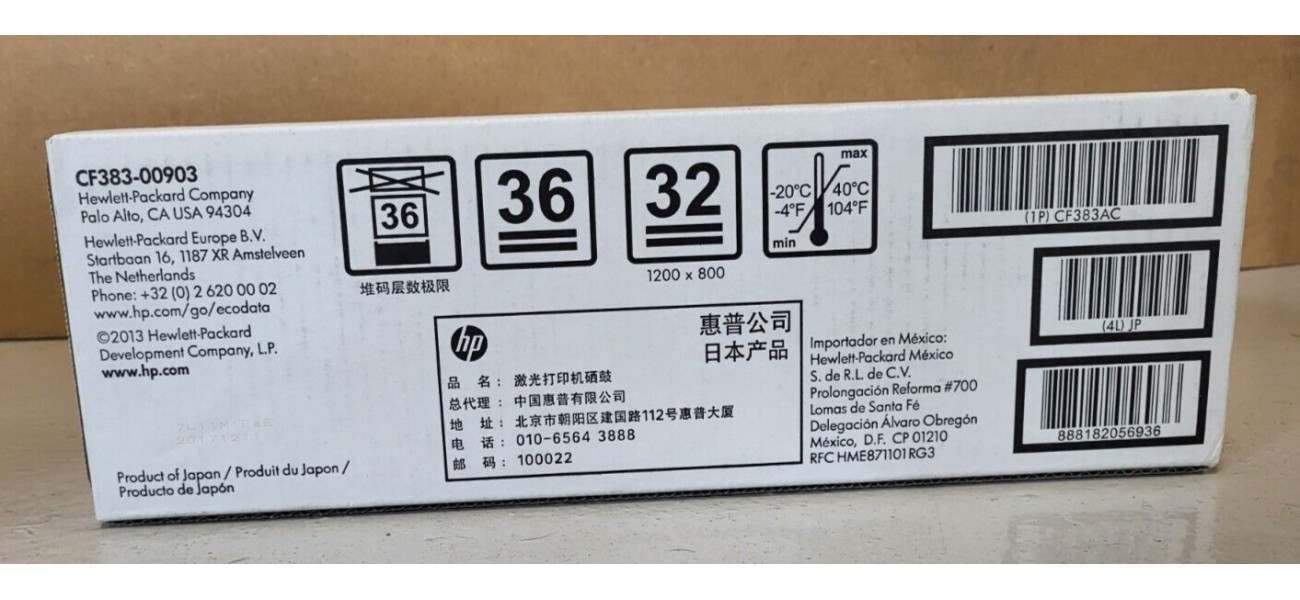 CF383-00903
Hewlett-Packard Company
Palo Alto, CA USA 94304
Hewlett-Packard Europe B.V.
Startbaan 16, 1187 XR Amstelveen
The Netherlands
Phone: +32 (0) 2 620 00 02
www.hp.com/go/ecodata
©2013 Hewlett-Packard
Development Company, L.P.
www.hp.com
Product of Japan / Produit du Japon /
Producto de Japón
36
堆码层数极限
36
32
1200 x 800
max
-20°C 40°C
-4°F 104°F
min
hp
惠普公司
日本产品
品 名: 激光打印机硒鼓
总代理: 中国惠普有限公司
地 址: 北京市朝阳区建国路112号惠普大厦
电 话: 010-6564 3888
邮 码: 100022
Importador en México:
Hewlett-Packard México
S. de R.L. de C.V.
Prolongación Reforma #700
Lomas de Santa Fé
Delegación Álvaro Obregón
México, D.F. CP 01210
RFC HME871101RG3
(1P) CF383AC
(4L) JP
888182056936